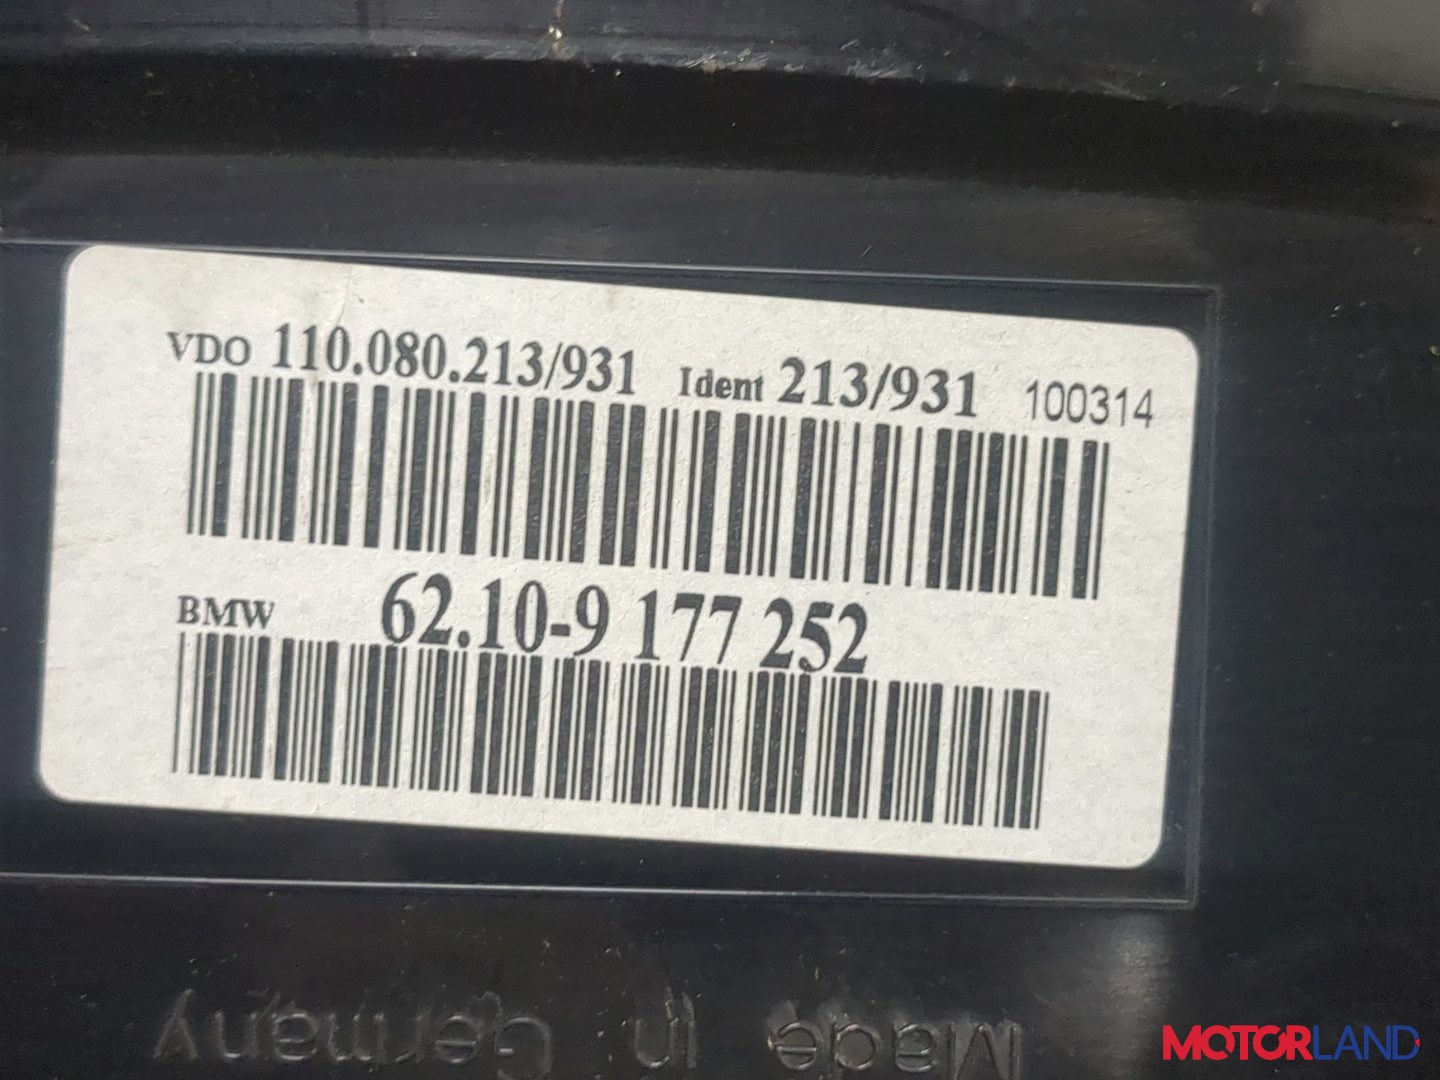 VDO 110.080.213/931 Ident 213/931 100314
BMW 62.10-9 177 252
Made in
Germany
MOTORLAND